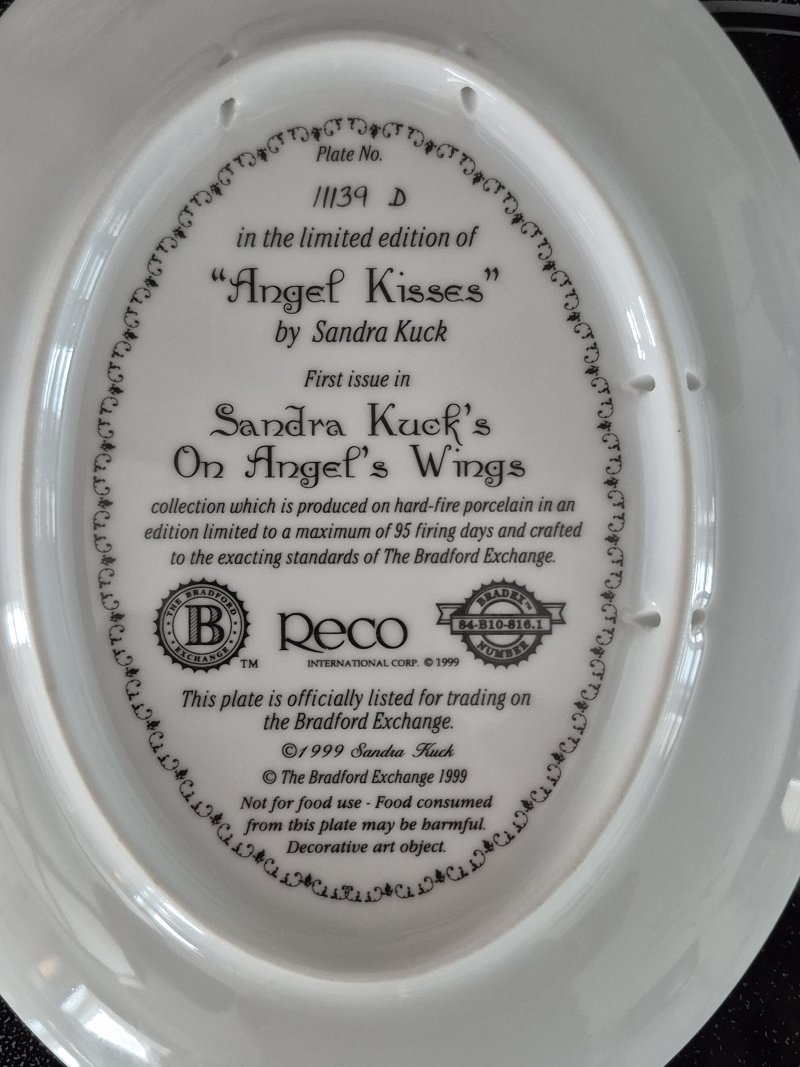 Plate No.
11139 D
in the limited edition of
“Angel Kisses”
by Sandra Kuck
First issue in
Sandra Kuck's
On Angel's Wings
collection which is produced on hard-fire porcelain in an
edition limited to a maximum of 95 firing days and crafted
to the exacting standards of The Bradford Exchange.
THE BRADFORD
B
EXCHANGE
TM
Reco
INTERNATIONAL CORP. © 1999
BRADEX™
84-B10-816.1
NUMBER
This plate is officially listed for trading on
the Bradford Exchange.
©1999 Sandra Kuck
© The Bradford Exchange 1999
Not for food use - Food consumed
from this plate may be harmful.
Decorative art object.